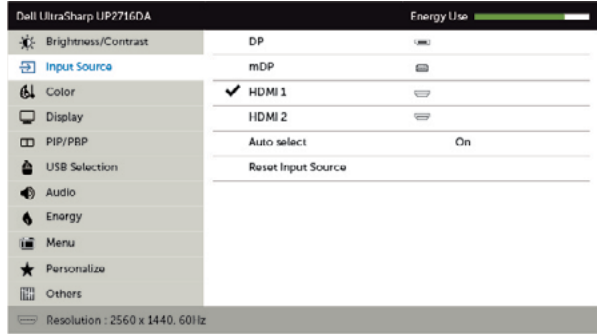 Dell UltraSharp UP2716DA
Energy Use
Brightness/Contrast
Input Source
Color
Display
PIP/PBP
USB Selection
Audio
Energy
Menu
Personalize
Others
DP
mDP
HDMI 1
HDMI 2
Auto select On
Reset Input Source
Resolution : 2560 x 1440, 60Hz